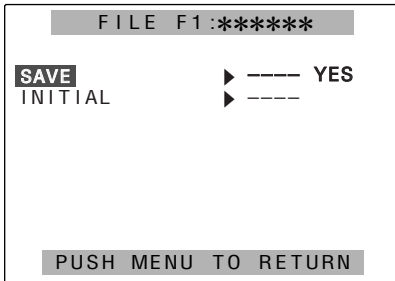 FILE F1:******
SAVE ▶ ---- YES
INITIAL ▶ ----
PUSH MENU TO RETURN